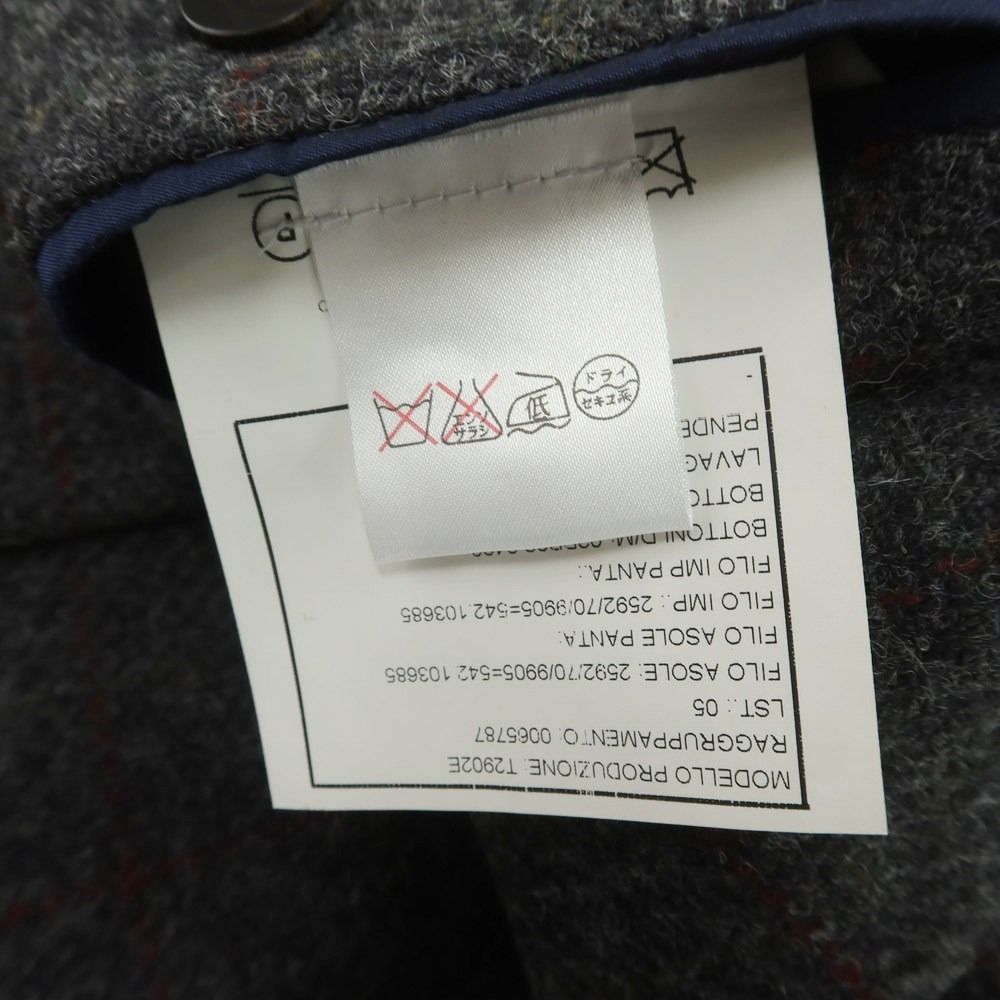 エンソ
サラシ
低
ドライ
セキユ系
MODELLO PRODUZIONE: T2902E
RAGGRUPPAMENTO: 0065787
LST.: 05
FILO ASOLE: 2592/70/9905=542.103685
FILO ASOLE PANTA:
FILO IMP.: 2592/70/9905=542.103685
FILO IMP PANTA.:
BOTTONI D/M:
BOTTO
LAVAG
PENDE
-